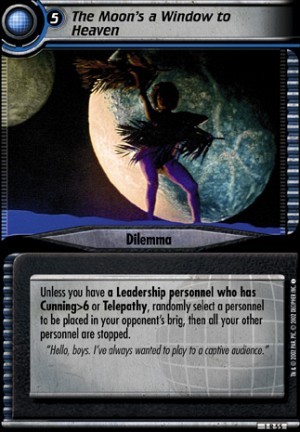 5
The Moon's a Window to
Heaven
Dilemma
Unless you have a Leadership personnel who has
Cunning>6 or Telepathy, randomly select a personnel
to be placed in your opponent's brig, then all your other
personnel are stopped.
"Hello, boys. I've always wanted to play to a captive audience."
1 R 55